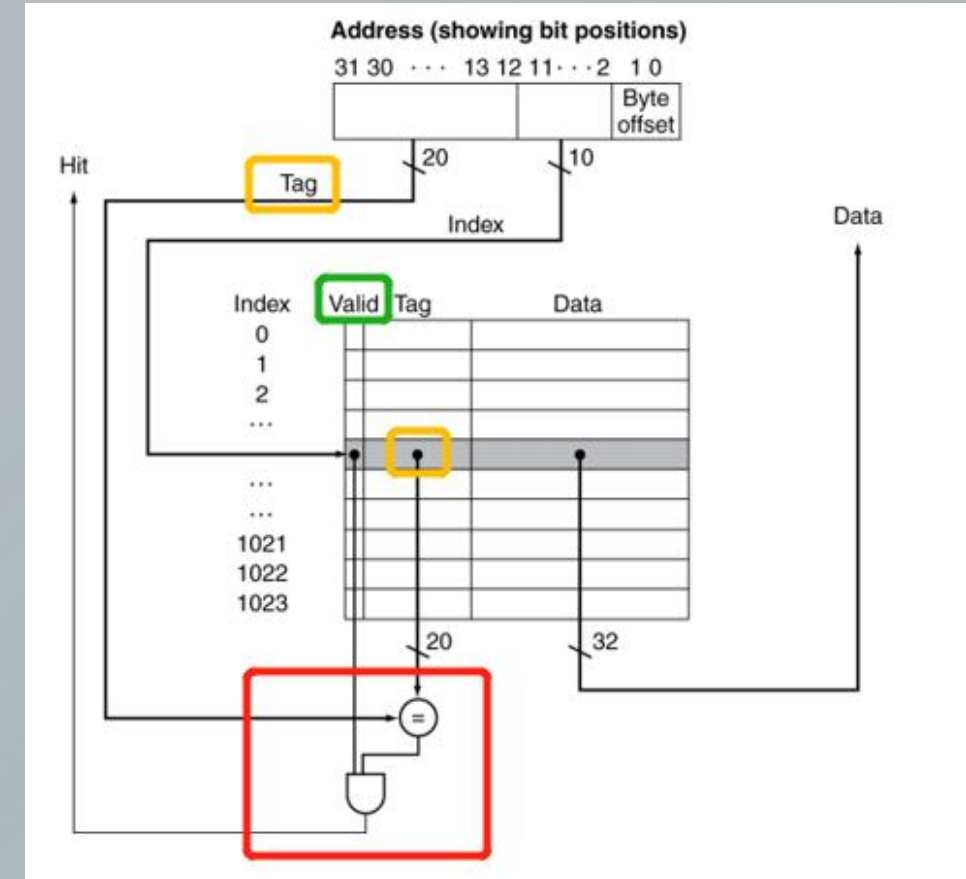 Address (showing bit positions)
31 30 · · · 13 12 11 · · · 2 1 0
Byte
offset
20
10
Hit
Tag
Index
Data
Index Valid Tag Data
0
1
2
...
...
...
1021
1022
1023
20
32
=